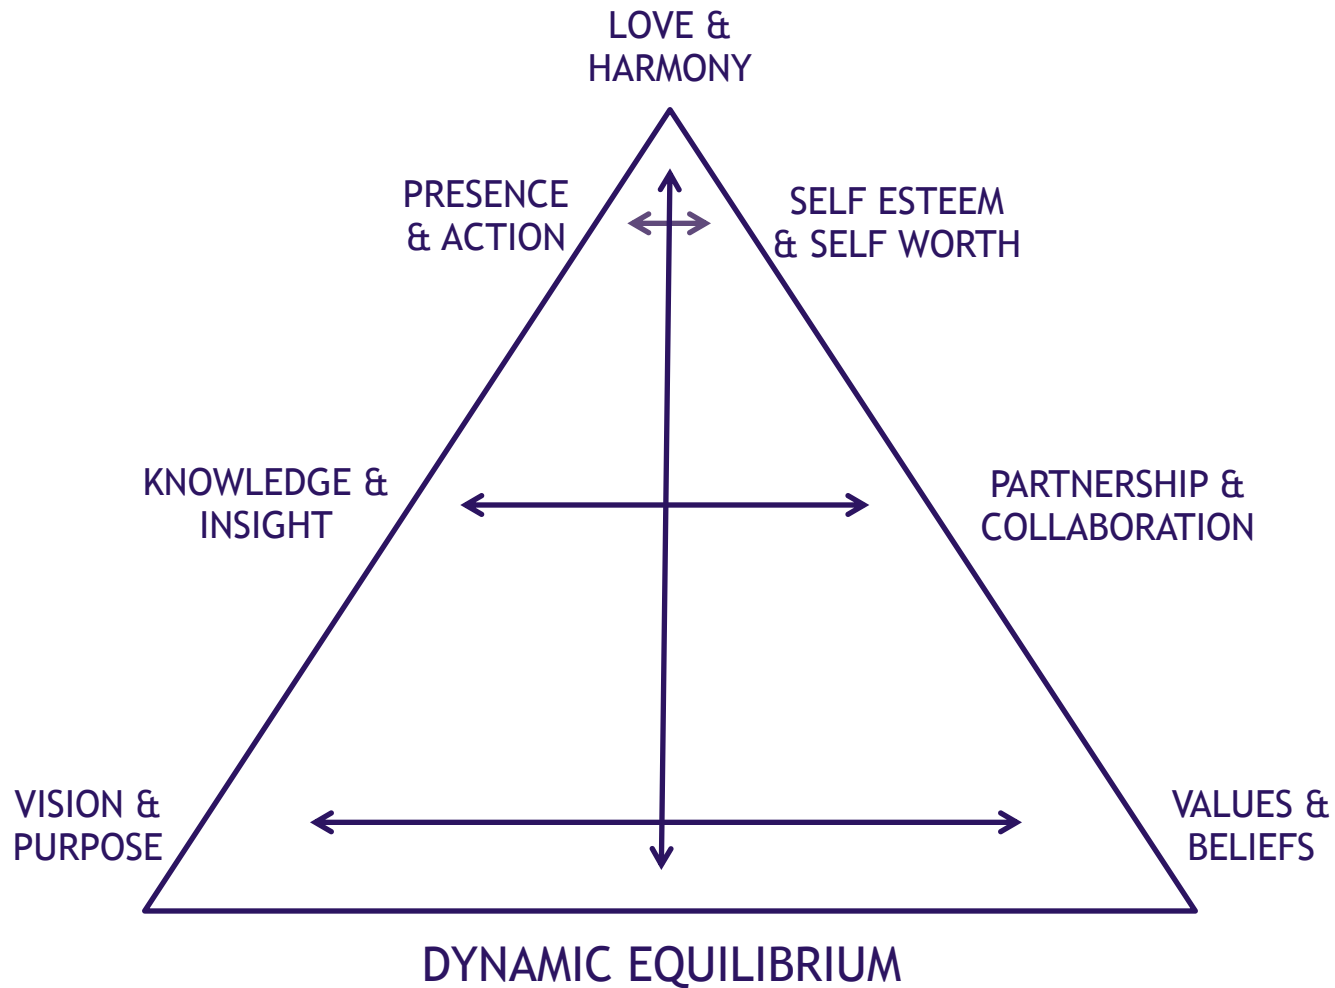 LOVE &
HARMONY
PRESENCE
& ACTION
SELF ESTEEM
& SELF WORTH
KNOWLEDGE &
INSIGHT
PARTNERSHIP &
COLLABORATION
VISION &
PURPOSE
VALUES &
BELIEFS
DYNAMIC EQUILIBRIUM